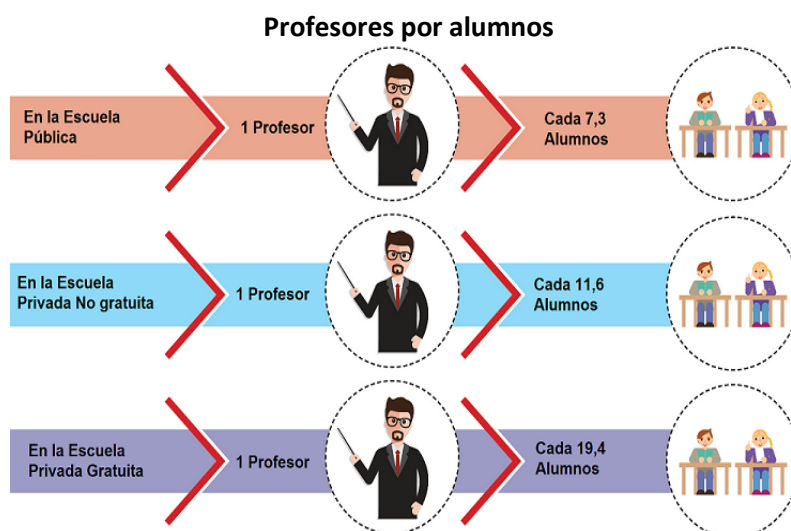 Profesores por alumnos
En la Escuela
Pública
1 Profesor
Cada 7,3
Alumnos
En la Escuela
Privada No gratuita
1 Profesor
Cada 11,6
Alumnos
En la Escuela
Privada Gratuita
1 Profesor
Cada 19,4
Alumnos